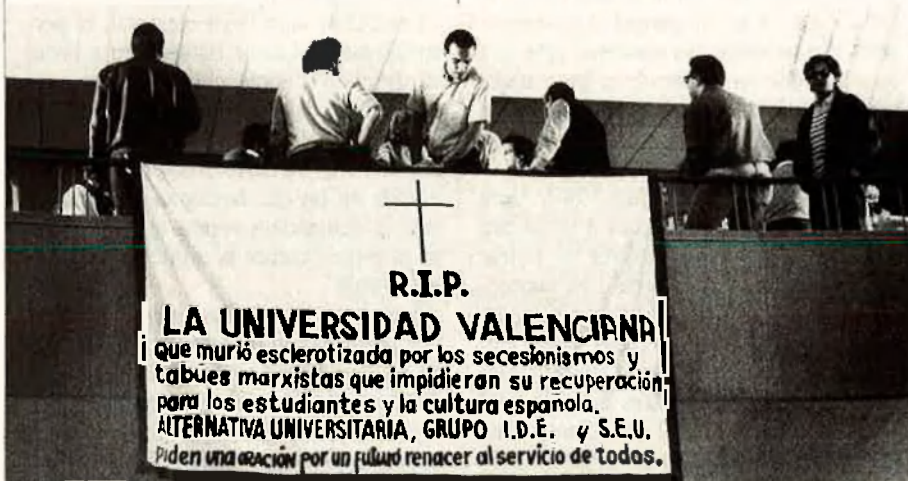 R.I.P.
LA UNIVERSIDAD VALENCIANA
que murió esclerotizada por los secesionismos y
tabues marxistas que impidieron su recuperación
para los estudiantes y la cultura española.
ALTERNATIVA UNIVERSITARIA, GRUPO I.D.E. y S.E.U.
Piden una ORACIÓN por un futuro renacer al servicio de todos.